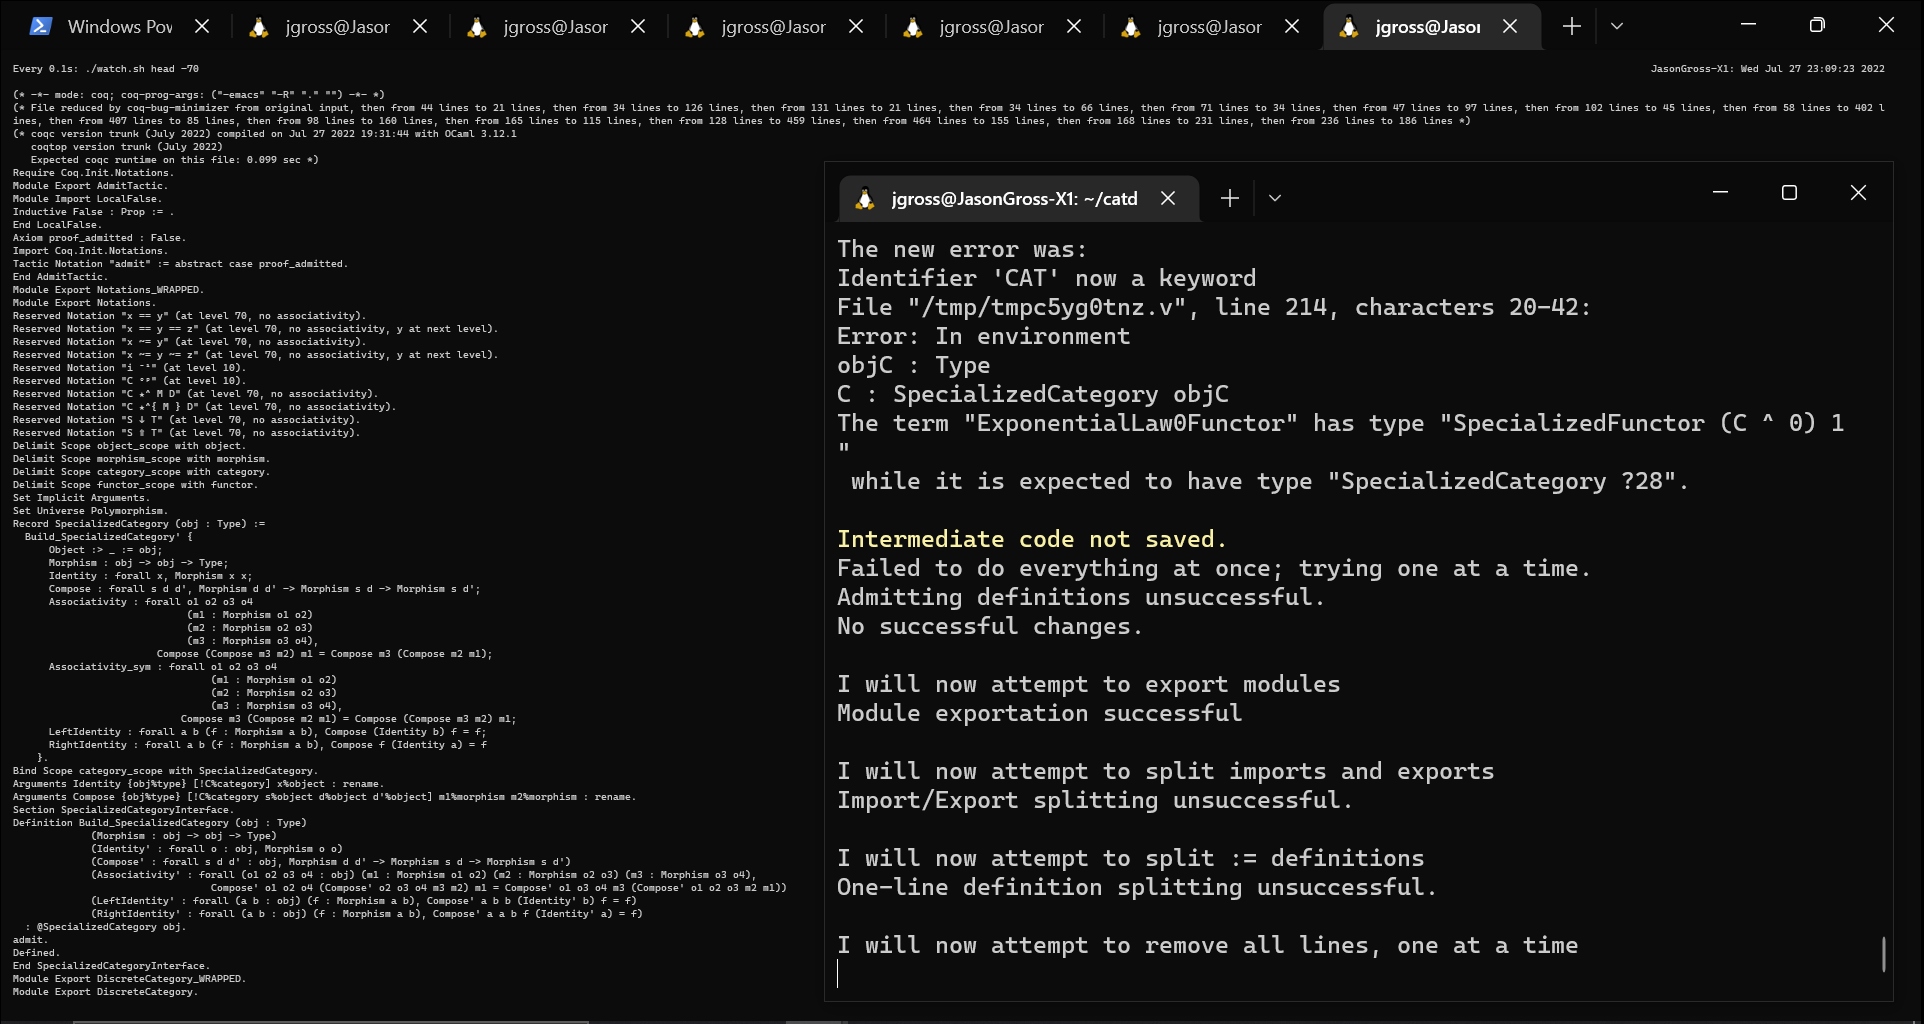 Windows Pow
jgross@Jasor
jgross@Jasor
jgross@Jasor
jgross@Jasor
jgross@Jasor
jgross@Jasor
Every 0.1s: ./watch.sh head -70
JasonGross-X1: Wed Jul 27 23:09:23 2022
(* -*- mode: coq; coq-prog-args: ("-emacs" "-R" "." "") -*- *)
(* File reduced by coq-bug-minimizer from original input, then from 44 lines to 21 lines, then from 34 lines to 126 lines, then from 131 lines to 21 lines, then from 34 lines to 66 lines, then from 71 lines to 34 lines, then from 47 lines to 97 lines, then from 102 lines to 45 lines, then from 58 lines to 402 l
ines, then from 407 lines to 85 lines, then from 98 lines to 160 lines, then from 165 lines to 115 lines, then from 128 lines to 459 lines, then from 464 lines to 155 lines, then from 168 lines to 231 lines, then from 236 lines to 186 lines *)
(* coqc version trunk (July 2022) compiled on Jul 27 2022 19:31:44 with OCaml 3.12.1
   coqtop version trunk (July 2022)
   Expected coqc runtime on this file: 0.099 sec *)
Require Coq.Init.Notations.
Module Export AdmitTactic.
Module Import LocalFalse.
Inductive False : Prop := .
End LocalFalse.
Axiom proof_admitted : False.
Import Coq.Init.Notations.
Tactic Notation "admit" := abstract case proof_admitted.
End AdmitTactic.
Module Export Notations_WRAPPED.
Module Export Notations.
Reserved Notation "x == y" (at level 70, no associativity).
Reserved Notation "x == y == z" (at level 70, no associativity, y at next level).
Reserved Notation "x ~= y" (at level 70, no associativity).
Reserved Notation "x ~= y ~= z" (at level 70, no associativity, y at next level).
Reserved Notation "i ⁻¹" (at level 10).
Reserved Notation "C ᵒᵖ" (at level 10).
Reserved Notation "C ★^ M D" (at level 70, no associativity).
Reserved Notation "C ★^{ M } D" (at level 70, no associativity).
Reserved Notation "S ↓ T" (at level 70, no associativity).
Reserved Notation "S ⇑ T" (at level 70, no associativity).
Delimit Scope object_scope with object.
Delimit Scope morphism_scope with morphism.
Delimit Scope category_scope with category.
Delimit Scope functor_scope with functor.
Set Implicit Arguments.
Set Universe Polymorphism.
Record SpecializedCategory (obj : Type) :=
  Build_SpecializedCategory' {
      Object :> _ := obj;
      Morphism : obj -> obj -> Type;
      Identity : forall x, Morphism x x;
      Compose : forall s d d', Morphism d d' -> Morphism s d -> Morphism s d';
      Associativity : forall o1 o2 o3 o4
                             (m1 : Morphism o1 o2)
                             (m2 : Morphism o2 o3)
                             (m3 : Morphism o3 o4),
                        Compose (Compose m3 m2) m1 = Compose m3 (Compose m2 m1);
      Associativity_sym : forall o1 o2 o3 o4
                                 (m1 : Morphism o1 o2)
                                 (m2 : Morphism o2 o3)
                                 (m3 : Morphism o3 o4),
                            Compose m3 (Compose m2 m1) = Compose (Compose m3 m2) m1;
      LeftIdentity : forall a b (f : Morphism a b), Compose (Identity b) f = f;
      RightIdentity : forall a b (f : Morphism a b), Compose f (Identity a) = f
    }.
Bind Scope category_scope with SpecializedCategory.
Arguments Identity {obj%type} [!C%category] x%object : rename.
Arguments Compose {obj%type} [!C%category s%object d%object d'%object] m1%morphism m2%morphism : rename.
Section SpecializedCategoryInterface.
Definition Build_SpecializedCategory (obj : Type)
             (Morphism : obj -> obj -> Type)
             (Identity' : forall o : obj, Morphism o o)
             (Compose' : forall s d d' : obj, Morphism d d' -> Morphism s d -> Morphism s d')
             (Associativity' : forall (o1 o2 o3 o4 : obj) (m1 : Morphism o1 o2) (m2 : Morphism o2 o3) (m3 : Morphism o3 o4),
                                 Compose' o1 o2 o4 (Compose' o2 o3 o4 m3 m2) m1 = Compose' o1 o3 o4 m3 (Compose' o1 o2 o3 m2 m1))
             (LeftIdentity' : forall (a b : obj) (f : Morphism a b), Compose' a b b (Identity' b) f = f)
             (RightIdentity' : forall (a b : obj) (f : Morphism a b), Compose' a a b f (Identity' a) = f)
  : @SpecializedCategory obj.
admit.
Defined.
End SpecializedCategoryInterface.
Module Export DiscreteCategory_WRAPPED.
Module Export DiscreteCategory.
jgross@JasonGross-X1: ~/catd
The new error was:
Identifier 'CAT' now a keyword
File "/tmp/tmpc5yg0tnz.v", line 214, characters 20-42:
Error: In environment
objC : Type
C : SpecializedCategory objC
The term "ExponentialLaw0Functor" has type "SpecializedFunctor (C ^ 0) 1
"
 while it is expected to have type "SpecializedCategory ?28".
Intermediate code not saved.
Failed to do everything at once; trying one at a time.
Admitting definitions unsuccessful.
No successful changes.
I will now attempt to export modules
Module exportation successful
I will now attempt to split imports and exports
Import/Export splitting unsuccessful.
I will now attempt to split := definitions
One-line definition splitting unsuccessful.
I will now attempt to remove all lines, one at a time